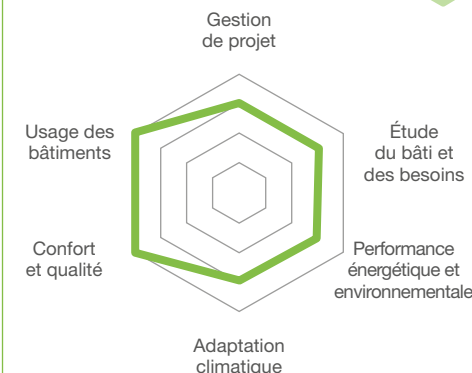 Gestion
de projet
Usage des
bâtiments
Étude
du bâti et
des besoins
Confort
et qualité
Performance
énergétique et
environnementale
Adaptation
climatique